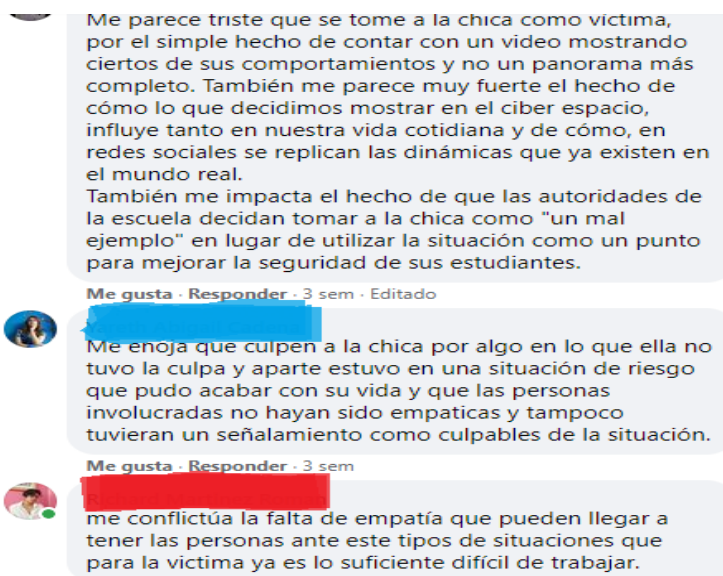 Me parece triste que se tome a la chica como víctima,
por el simple hecho de contar con un video mostrando
ciertos de sus comportamientos y no un panorama más
completo. También me parece muy fuerte el hecho de
cómo lo que decidimos mostrar en el ciber espacio,
influye tanto en nuestra vida cotidiana y de cómo, en
redes sociales se replican las dinámicas que ya existen en
el mundo real.
También me impacta el hecho de que las autoridades de
la escuela decidan tomar a la chica como "un mal
ejemplo" en lugar de utilizar la situación como un punto
para mejorar la seguridad de sus estudiantes.
Me gusta · Responder · 3 sem · Editado
Me enoja que culpen a la chica por algo en lo que ella no
tuvo la culpa y aparte estuvo en una situación de riesgo
que pudo acabar con su vida y que las personas
involucradas no hayan sido empaticas y tampoco
tuvieran un señalamiento como culpables de la situación.
Me gusta · Responder · 3 sem
me conflictúa la falta de empatía que pueden llegar a
tener las personas ante este tipos de situaciones que
para la victima ya es lo suficiente difícil de trabajar.